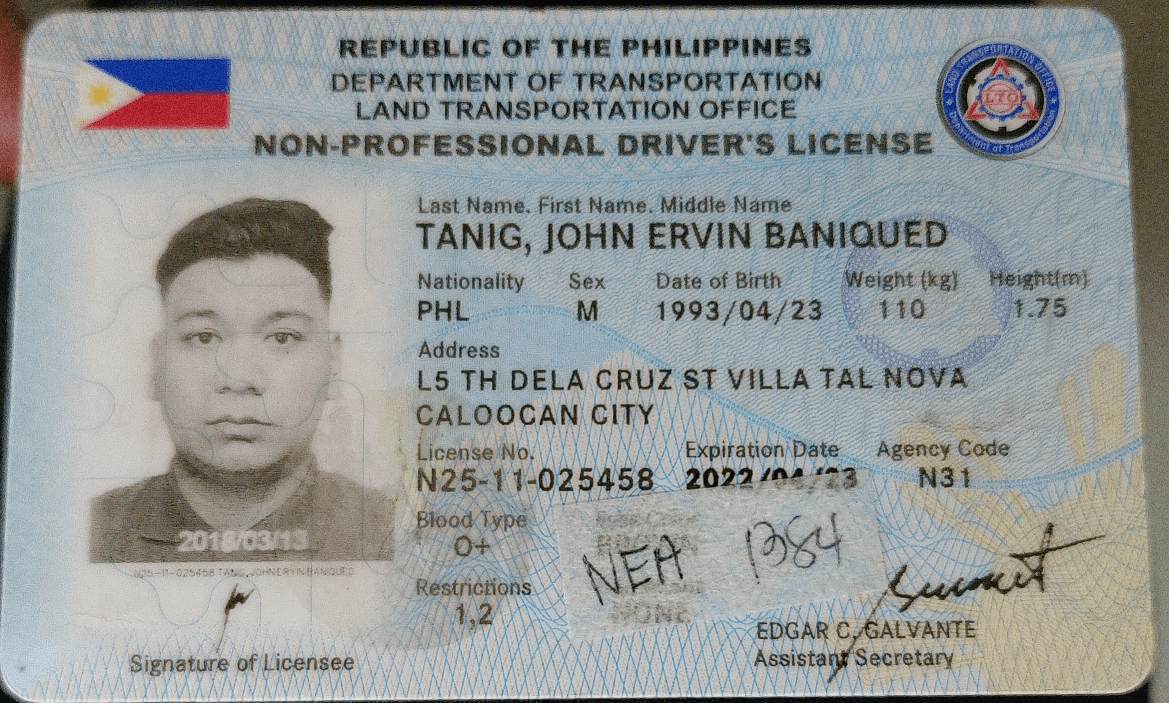 REPUBLIC OF THE PHILIPPINES
DEPARTMENT OF TRANSPORTATION
LAND TRANSPORTATION OFFICE
NON-PROFESSIONAL DRIVER'S LICENSE
LAND TRANSPORTATION OFFICE
LTO
Department of Transportation
Last Name, First Name, Middle Name
TANIG, JOHN ERVIN BANIQUED
Nationality Sex Date of Birth Weight (kg) Height(m)
PHL M 1993/04/23 110 1.75
Address
L5 TH DELA CRUZ ST VILLA TAL NOVA
CALOOCAN CITY
License No. Expiration Date Agency Code
N25-11-025458 2022/04/23 N31
Blood Type
O+
NEA 1384
Restrictions
1,2
NONE
2018/03/13
N25-11-025458 TANIG, JOHN ERVIN BANIQUED
Signature of Licensee
EDGAR C. GALVANTE
Assistant Secretary